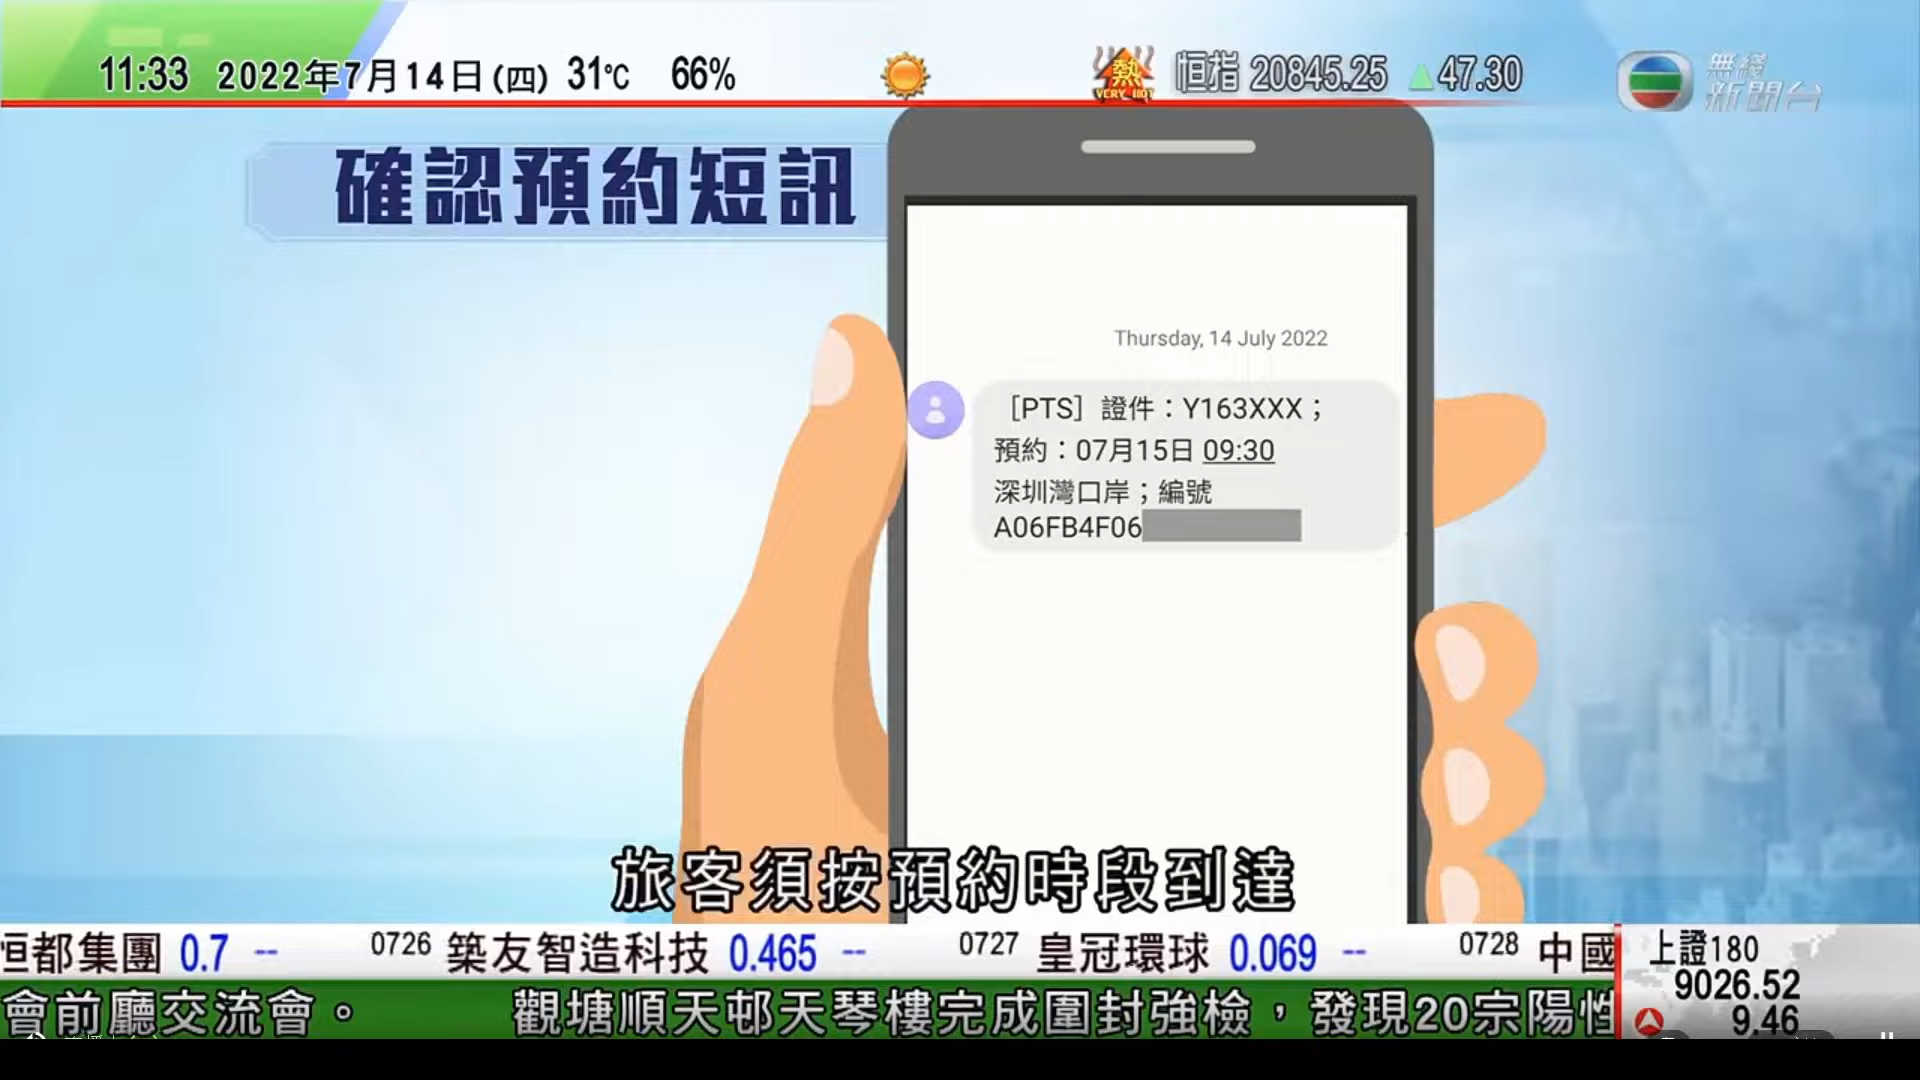 11:33 2022年7月14日(四) 31℃ 66% 熱 VERY HOT 恒指 20845.25 ▲47.30 無綫新聞台
確認預約短訊
Thursday, 14 July 2022
［PTS］證件：Y163XXX；
預約：07月15日 09:30
深圳灣口岸；編號
A06FB4F06
旅客須按預約時段到達
恒都集團 0.7 -- 0726 築友智造科技 0.465 -- 0727 皇冠環球 0.069 -- 0728 中國
上證180
9026.52
9.46
會前廳交流會。 觀塘順天邨天琴樓完成圍封強檢，發現20宗陽性